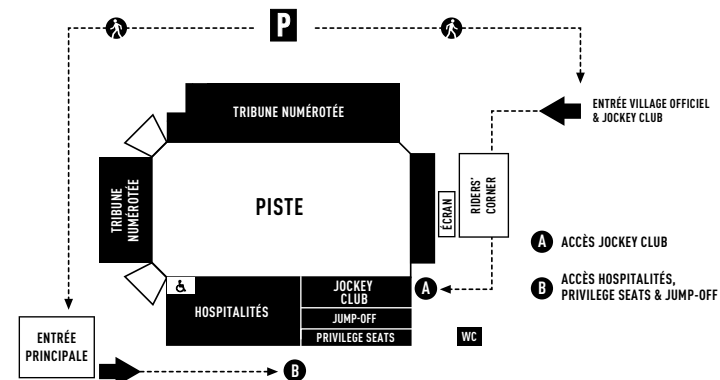 P
ENTRÉE VILLAGE OFFICIEL
& JOCKEY CLUB
TRIBUNE NUMÉROTÉE
TRIBUNE
NUMÉROTÉE
PISTE
ÉCRAN
RIDERS'
CORNER
A ACCÈS JOCKEY CLUB
B ACCÈS HOSPITALITÉS,
PRIVILEGE SEATS & JUMP-OFF
HOSPITALITÉS
JOCKEY
CLUB
A
JUMP-OFF
PRIVILEGE SEATS
WC
ENTRÉE
PRINCIPALE
B